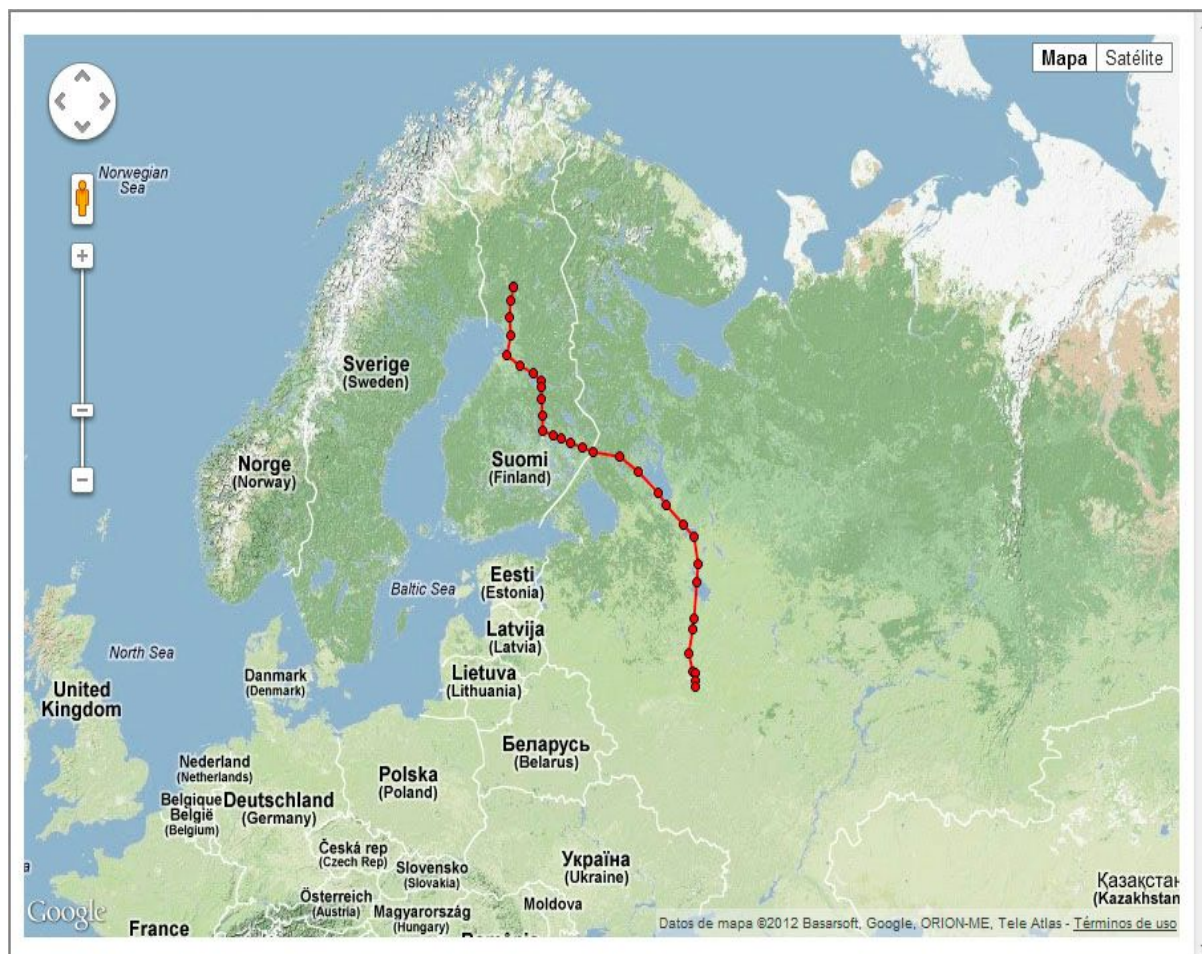 Mapa
Satélite
Norwegian
Sea
Sverige
(Sweden)
Norge
(Norway)
Suomi
(Finland)
Eesti
(Estonia)
Baltic Sea
Latvija
(Latvia)
North Sea
Danmark
(Denmark)
Lietuva
(Lithuania)
United
Kingdom
Беларусь
(Belarus)
Nederland
(Netherlands)
Polska
(Poland)
Belgique
België
(Belgium)
Deutschland
(Germany)
Česká rep
(Czech Rep)
Slovensko
(Slovakia)
Україна
(Ukraine)
Österreich
(Austria)
Magyarország
(Hungary)
Moldova
Қазақстан
(Kazakhstan
Google
France
Datos de mapa ©2012 Basarsoft, Google, ORION-ME, Tele Atlas - Términos de uso